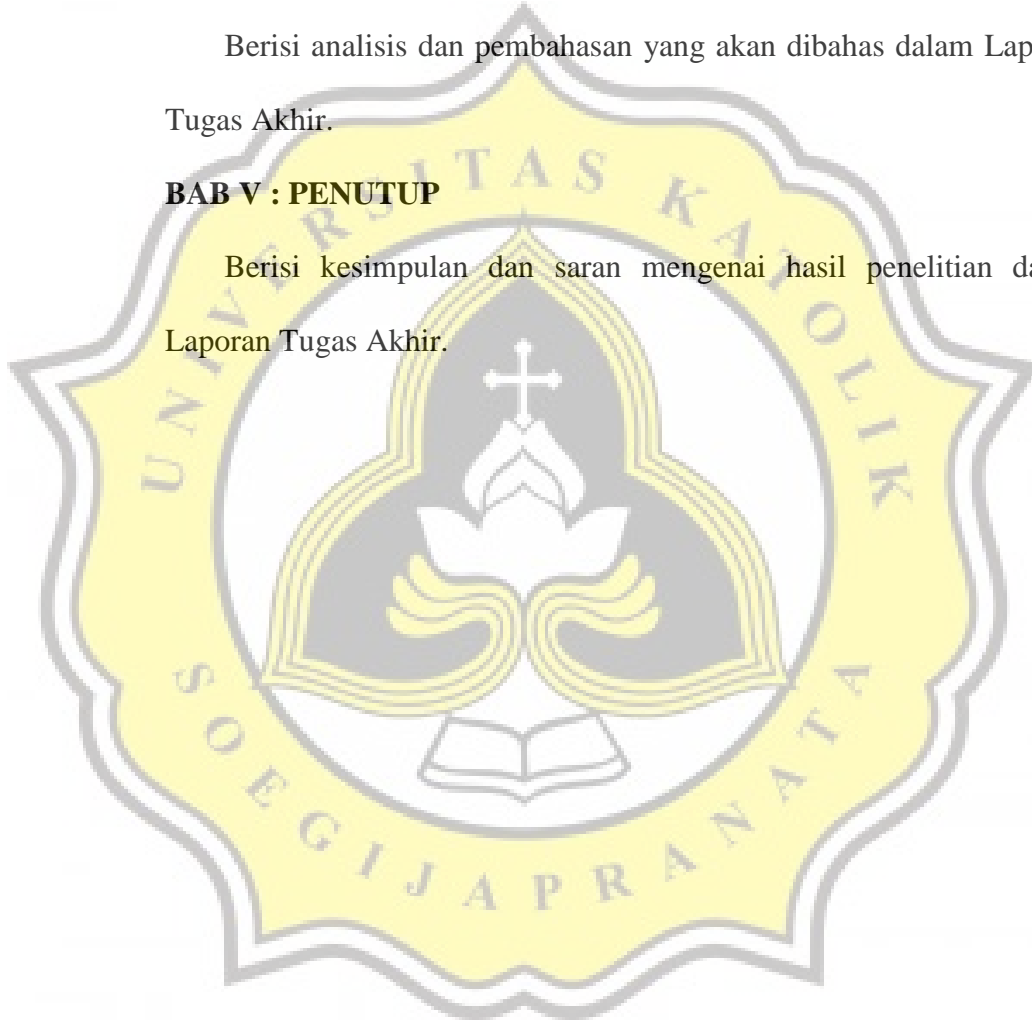 Berisi analisis dan pembahasan yang akan dibahas dalam Lap
Tugas Akhir.
BAB V : PENUTUP
Berisi kesimpulan dan saran mengenai hasil penelitian da
Laporan Tugas Akhir.
UNIVERSITAS KATOLIK
SOEGIJAPRANATA